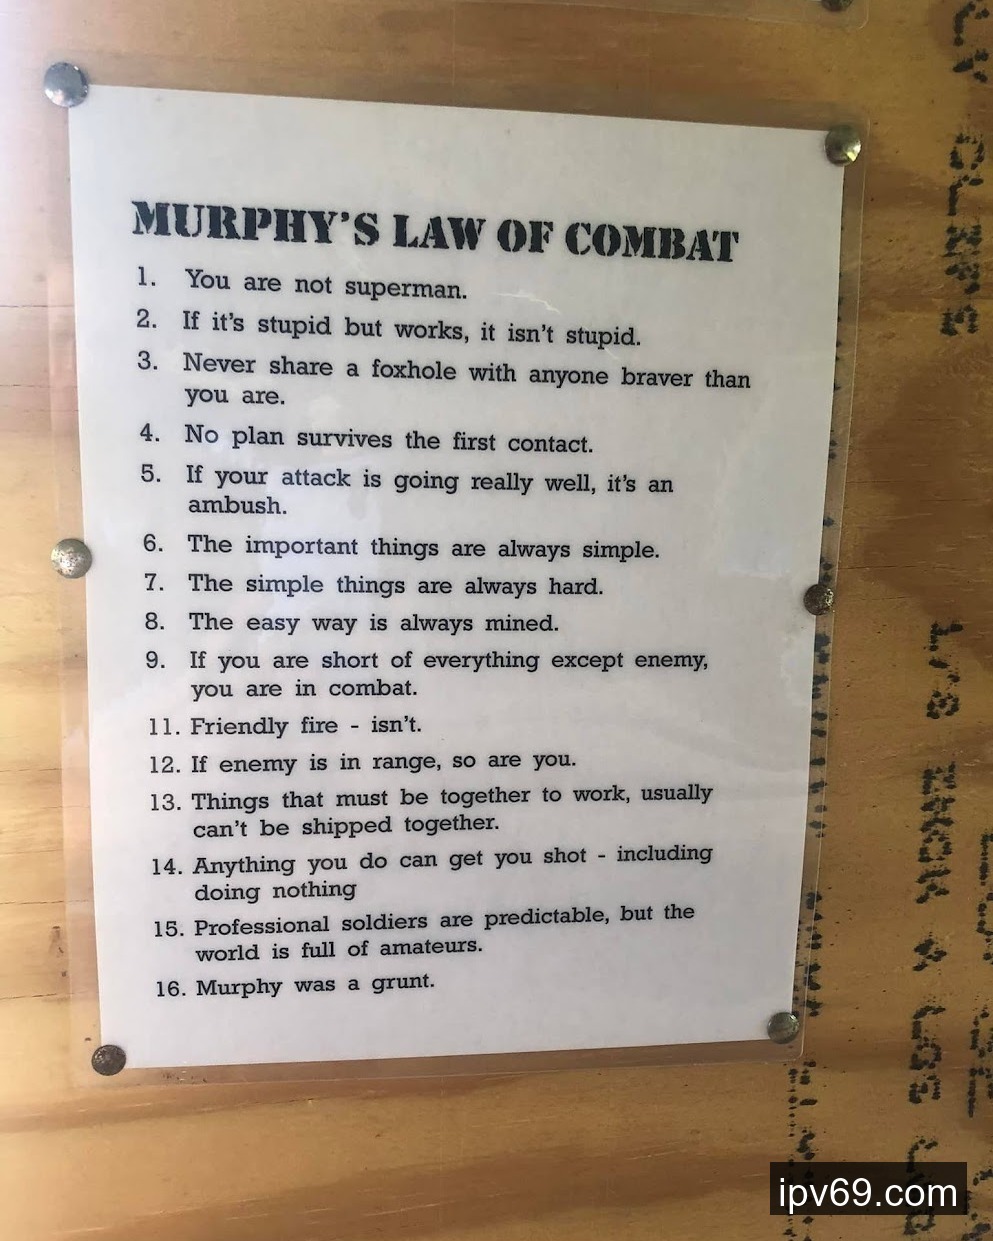 MURPHY'S LAW OF COMBAT
1. You are not superman.
2. If it's stupid but works, it isn't stupid.
3. Never share a foxhole with anyone braver than
you are.
4. No plan survives the first contact.
5. If your attack is going really well, it's an
ambush.
6. The important things are always simple.
7. The simple things are always hard.
8. The easy way is always mined.
9. If you are short of everything except enemy,
you are in combat.
11. Friendly fire - isn't.
12. If enemy is in range, so are you.
13. Things that must be together to work, usually
can't be shipped together.
14. Anything you do can get you shot - including
doing nothing
15. Professional soldiers are predictable, but the
world is full of amateurs.
16. Murphy was a grunt.
ipv69.com